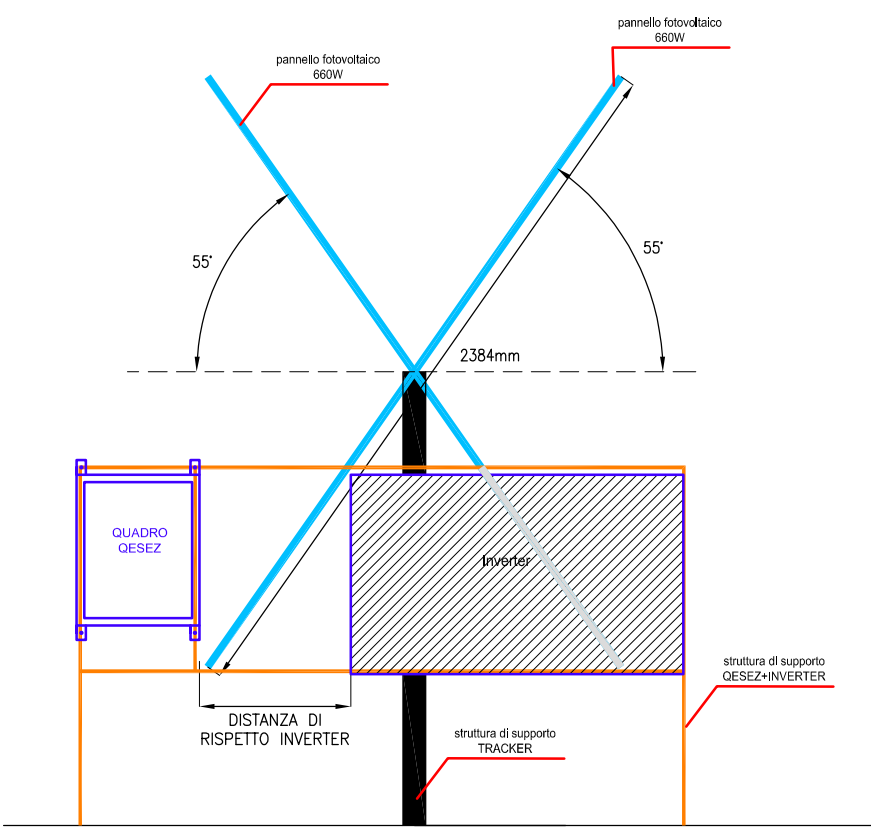 pannello fotovoltaico
660W
pannello fotovoltaico
660W
55°
55°
2384mm
QUADRO
QESEZ
Inverter
struttura di supporto
QESEZ+INVERTER
DISTANZA DI
RISPETTO INVERTER
struttura di supporto
TRACKER